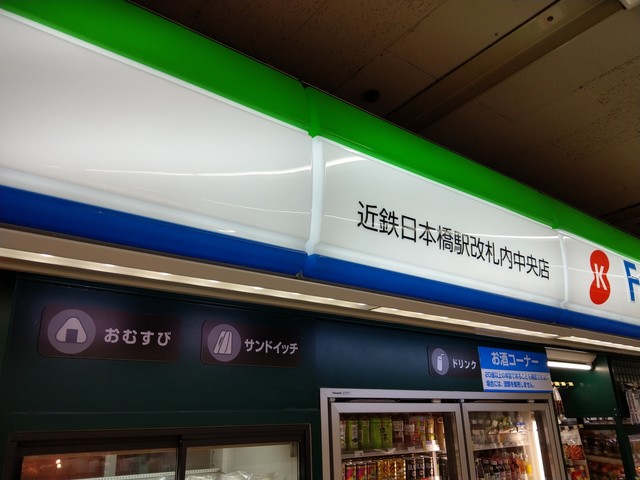 近鉄日本橋駅改札内中央店
K
F
おむすび
サンドイッチ
ドリンク
お酒コーナー